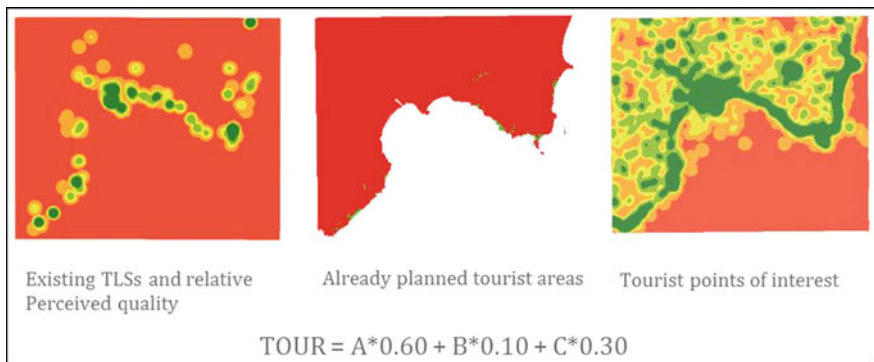 Existing TLSs and relative
Perceived quality
Already planned tourist areas
Tourist points of interest
TOUR = A*0.60 + B*0.10 + C*0.30